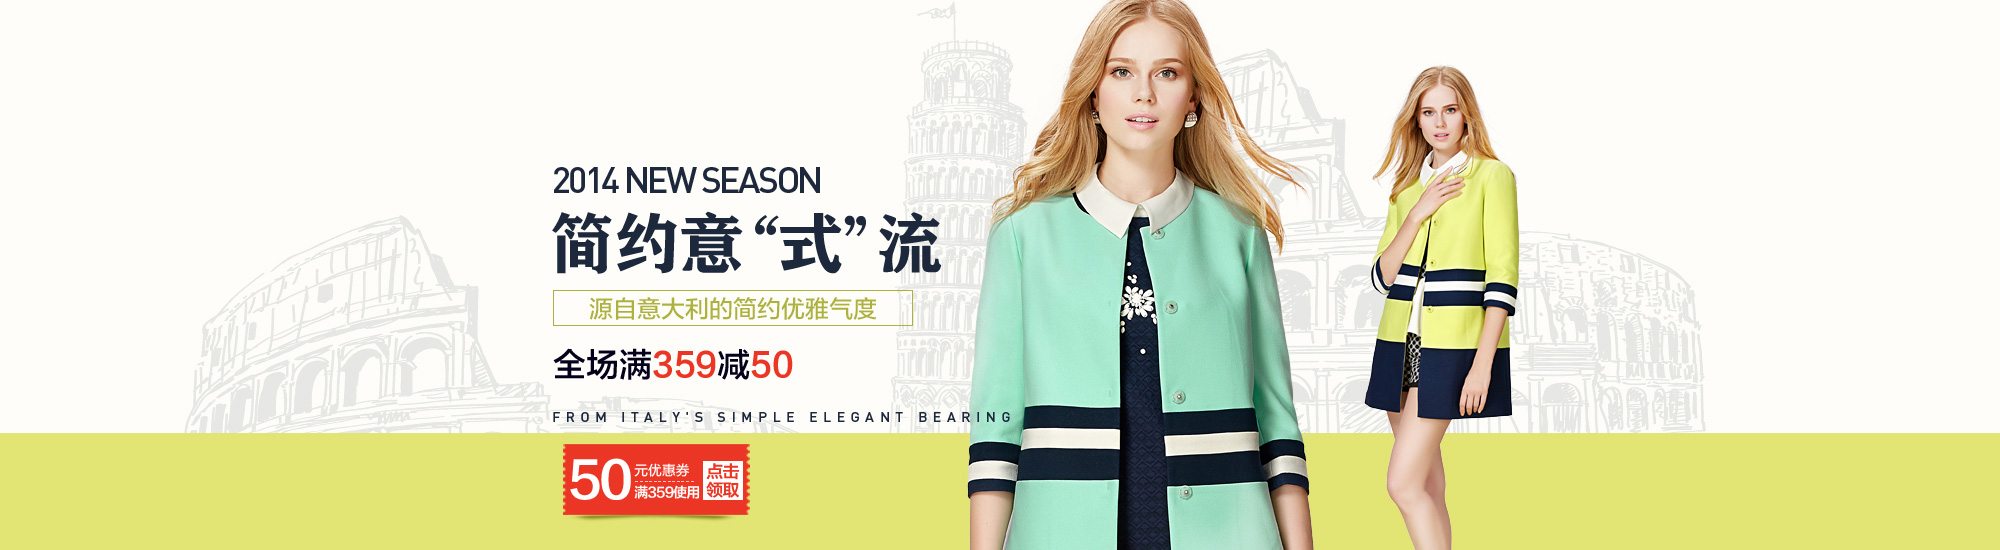 2014 NEW SEASON
简约意“式”流
源自意大利的简约优雅气度
全场满359减50
FROM ITALY'S SIMPLE ELEGANT BEARING
50
元优惠券
满359使用
点击
领取